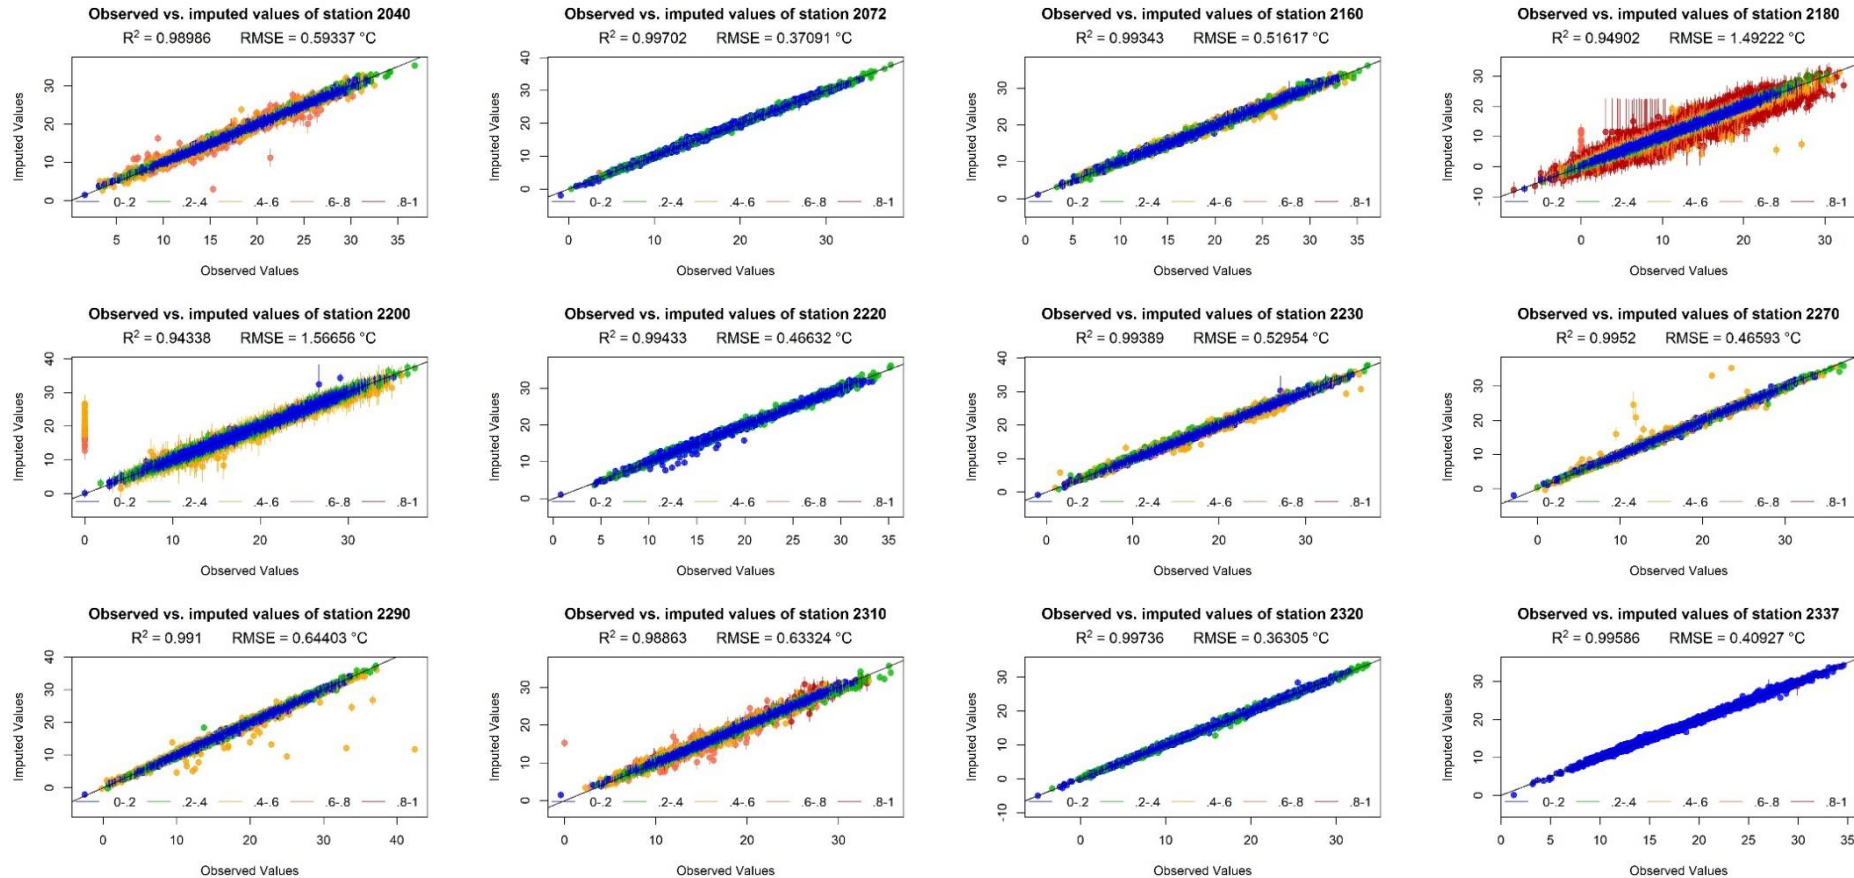 Observed vs. imputed values of station 2040
R² = 0.98986 RMSE = 0.59337 °C
Imputed Values
30
20
10
0
0-.2 .2-.4 .4-.6 .6-.8 .8-1
5 10 15 20 25 30 35
Observed Values
Observed vs. imputed values of station 2072
R² = 0.99702 RMSE = 0.37091 °C
Imputed Values
40
30
20
10
0
0-.2 .2-.4 .4-.6 .6-.8 .8-1
0 10 20 30
Observed Values
Observed vs. imputed values of station 2160
R² = 0.99343 RMSE = 0.51617 °C
Imputed Values
30
20
10
0
0-.2 .2-.4 .4-.6 .6-.8 .8-1
0 5 10 15 20 25 30 35
Observed Values
Observed vs. imputed values of station 2180
R² = 0.94902 RMSE = 1.49222 °C
Imputed Values
30
20
10
0
-10
0-.2 .2-.4 .4-.6 .6-.8 .8-1
0 10 20 30
Observed Values
Observed vs. imputed values of station 2200
R² = 0.94338 RMSE = 1.56656 °C
Imputed Values
40
30
20
10
0
0-.2 .2-.4 .4-.6 .6-.8 .8-1
0 10 20 30
Observed Values
Observed vs. imputed values of station 2220
R² = 0.99433 RMSE = 0.46632 °C
Imputed Values
30
20
10
0
0-.2 .2-.4 .4-.6 .6-.8 .8-1
0 5 10 15 20 25 30 35
Observed Values
Observed vs. imputed values of station 2230
R² = 0.99389 RMSE = 0.52954 °C
Imputed Values
40
30
20
10
0
0-.2 .2-.4 .4-.6 .6-.8 .8-1
0 10 20 30
Observed Values
Observed vs. imputed values of station 2270
R² = 0.9952 RMSE = 0.46593 °C
Imputed Values
30
20
10
0
0-.2 .2-.4 .4-.6 .6-.8 .8-1
0 10 20 30
Observed Values
Observed vs. imputed values of station 2290
R² = 0.991 RMSE = 0.64403 °C
Imputed Values
40
30
20
10
0
0-.2 .2-.4 .4-.6 .6-.8 .8-1
0 10 20 30 40
Observed Values
Observed vs. imputed values of station 2310
R² = 0.98863 RMSE = 0.63324 °C
Imputed Values
30
20
10
0
0-.2 .2-.4 .4-.6 .6-.8 .8-1
0 10 20 30
Observed Values
Observed vs. imputed values of station 2320
R² = 0.99736 RMSE = 0.36305 °C
Imputed Values
30
20
10
0
-10
0-.2 .2-.4 .4-.6 .6-.8 .8-1
0 10 20 30
Observed Values
Observed vs. imputed values of station 2337
R² = 0.99586 RMSE = 0.40927 °C
Imputed Values
30
20
10
0
0-.2 .2-.4 .4-.6 .6-.8 .8-1
0 5 10 15 20 25 30 35
Observed Values